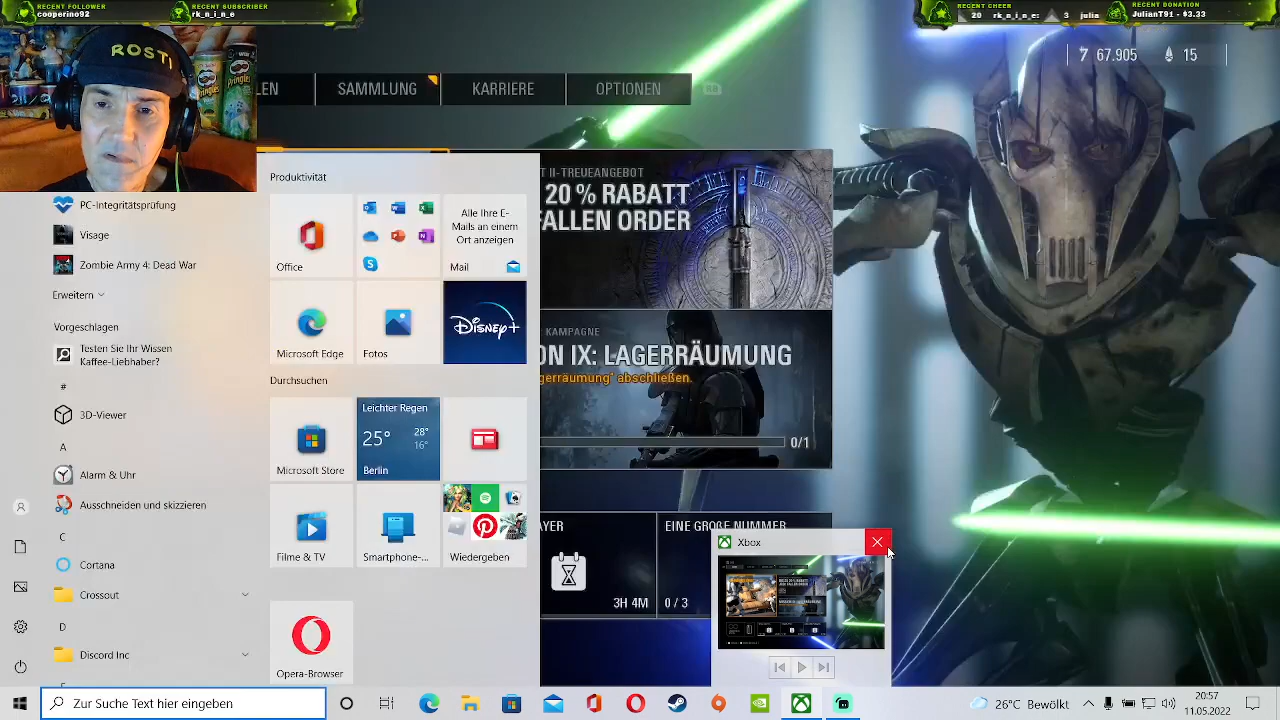 RECENT FOLLOWER
cooperino92
RECENT SUBSCRIBER
rk_n_i_n_e
RECENT CHEER
20 rk_n_i_n_e: 3 julia
RECENT DONATION
JulianT91 - $3.33
ROSTI
Pringles
67.905
15
LEN
SAMMLUNG
KARRIERE
OPTIONEN
RB
T II-TREUEANGEBOT
20 % RABATT
FALLEN ORDER
KAMPAGNE
ON IX: LAGERRÄUMUNG
gerräumung" abschließen.
0/1
AYER
3H 4M
EINE GROẞE NUMMER
0 / 3
PC-Integritätsprüfung
Visage
Zombie Army 4: Dead War
Erweitern
Vorgeschlagen
Testen Sie Ihr Wissen
Kaffee-Liebhaber?
#
3D-Viewer
A
Alarm & Uhr
Ausschneiden und skizzieren
C
Cortana
Crossout
D
Discord Inc
Produktivität
Office
Alle Ihre E-
Mails an einem
Ort anzeigen
Mail
Microsoft Edge
Fotos
Disney+
Durchsuchen
Microsoft Store
Leichter Regen
25°
28°
16°
Berlin
Filme & TV
Smartphone-...
Wiedergeben
Opera-Browser
Xbox
Zur Suche Text hier eingeben
26°C Bewölkt
20:57
11.05.2022